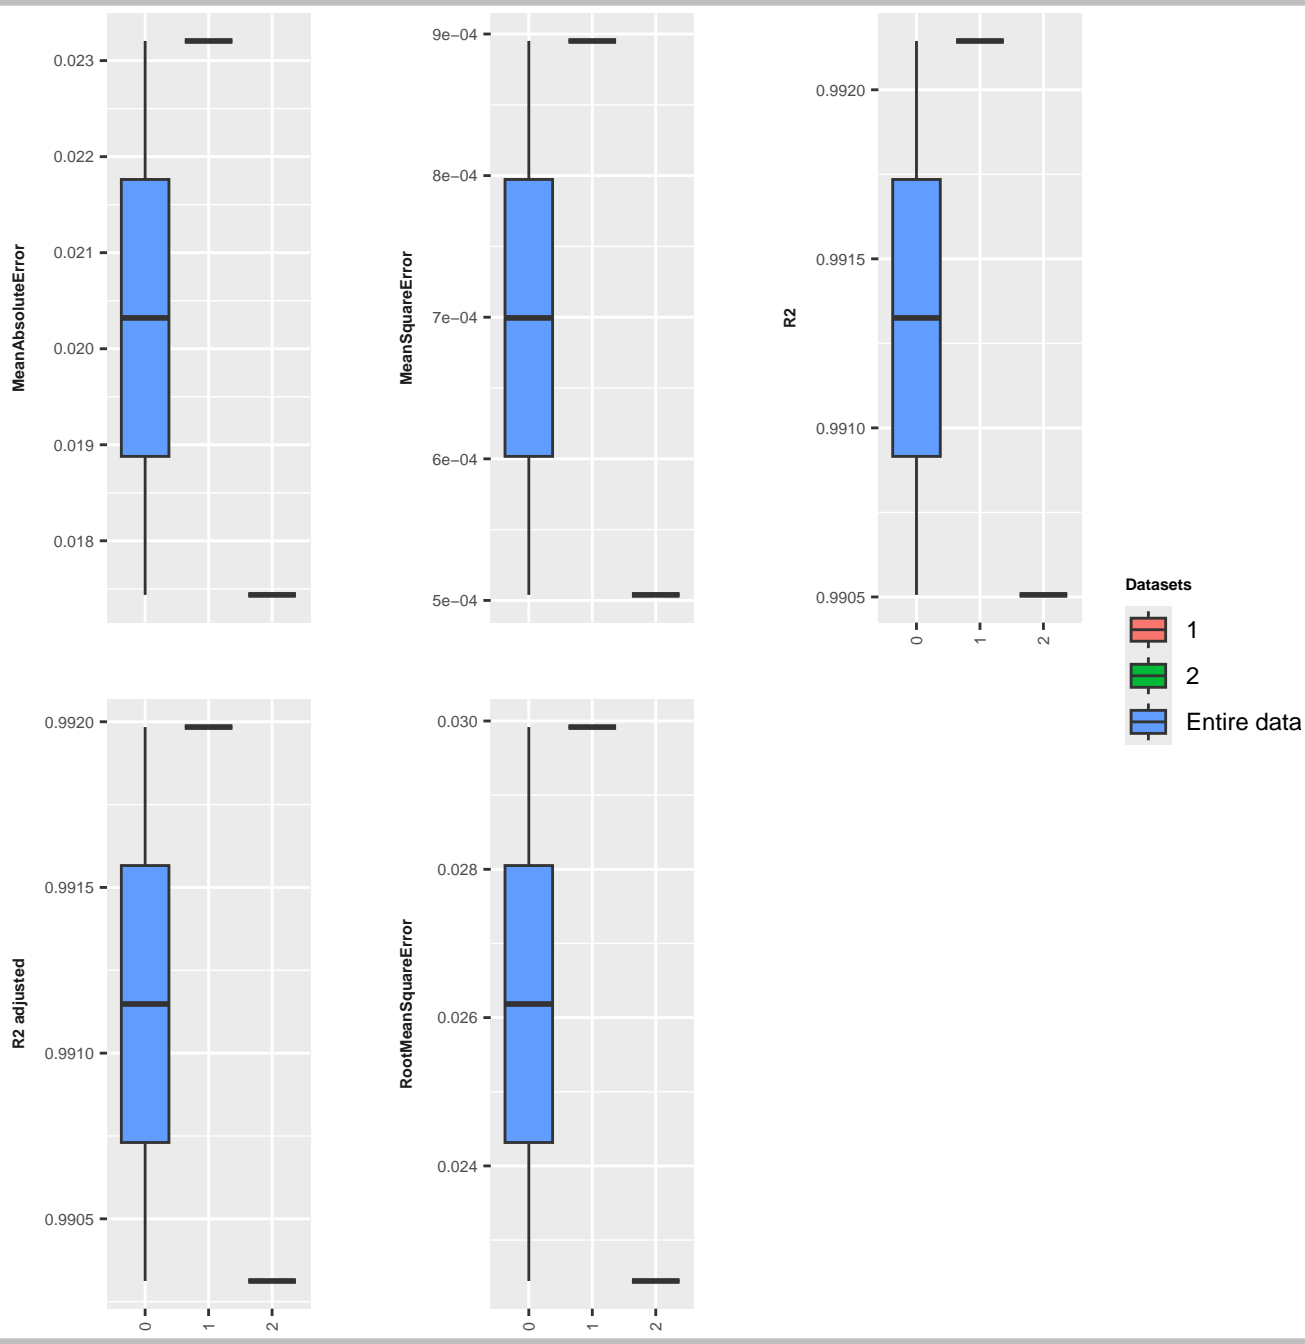 MeanAbsoluteError
0.023
0.022
0.021
0.020
0.019
0.018
MeanSquareError
9e−04
8e−04
7e−04
6e−04
5e−04
R2
0.9920
0.9915
0.9910
0.9905
0
1
2
Datasets
1
2
Entire data
R2 adjusted
0.9920
0.9915
0.9910
0.9905
0
1
2
RootMeanSquareError
0.030
0.028
0.026
0.024
0
1
2